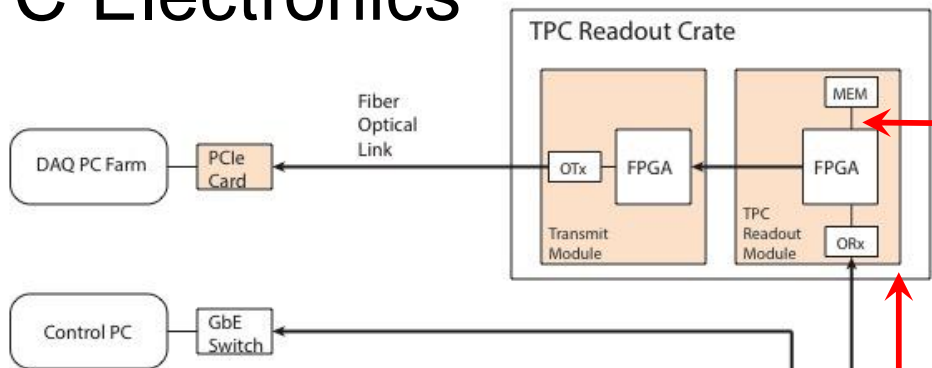 C Electronics
TPC Readout Crate
MEM
Fiber
Optical
Link
DAQ PC Farm
PCIe
Card
OTx
FPGA
FPGA
Transmit
Module
TPC
Readout
Module
ORx
Control PC
GbE
Switch